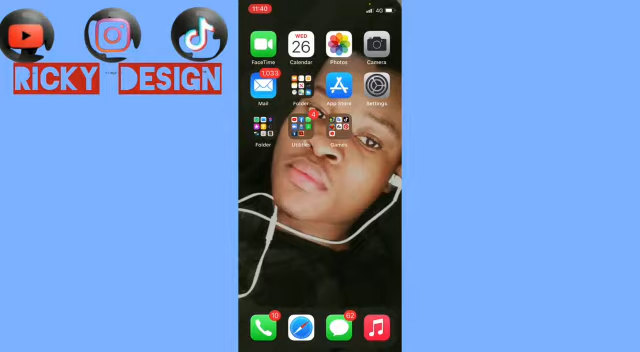 RICKY DESIGN
11:40
4G
WED
26
FaceTime
Calendar
Photos
Camera
1,033
Mail
Folder
App Store
Settings
4
Folder
Utilities
Games
10
62